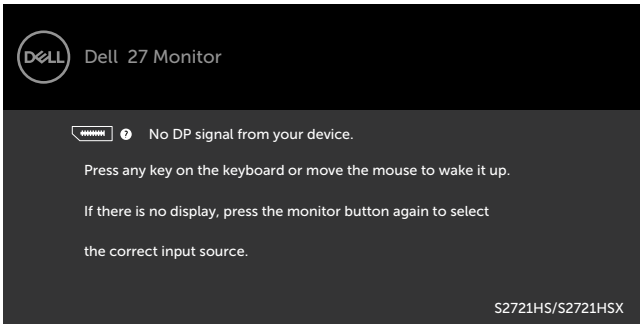 DELL Dell 27 Monitor
? No DP signal from your device.
Press any key on the keyboard or move the mouse to wake it up.
If there is no display, press the monitor button again to select
the correct input source.
S2721HS/S2721HSX